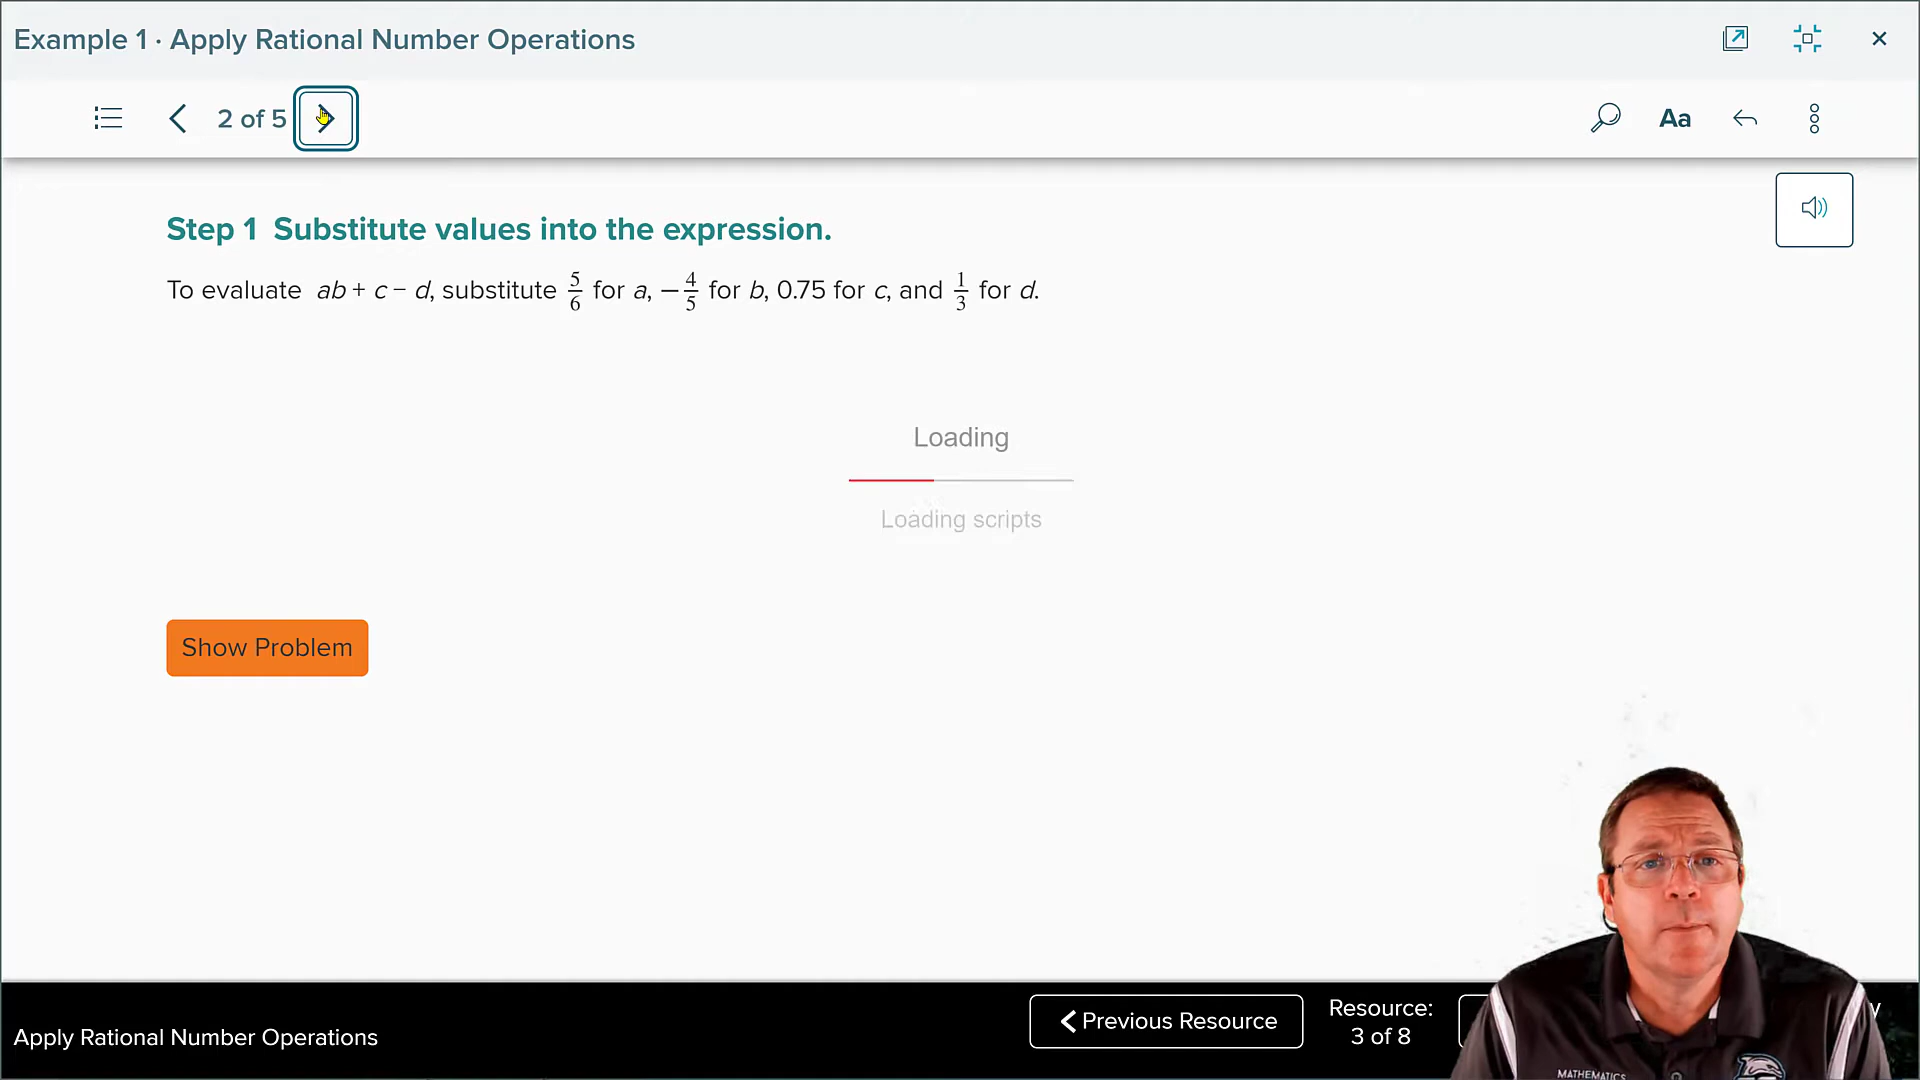 Example 1 · Apply Rational Number Operations
2 of 5
Aa
Step 1 Substitute values into the expression.
To evaluate ab + c − d, substitute 5/6 for a, −4/5 for b, 0.75 for c, and 1/3 for d.
Loading
Loading scripts
Show Problem
Previous Resource
Resource:
3 of 8
Apply Rational Number Operations
MATHEMATICS